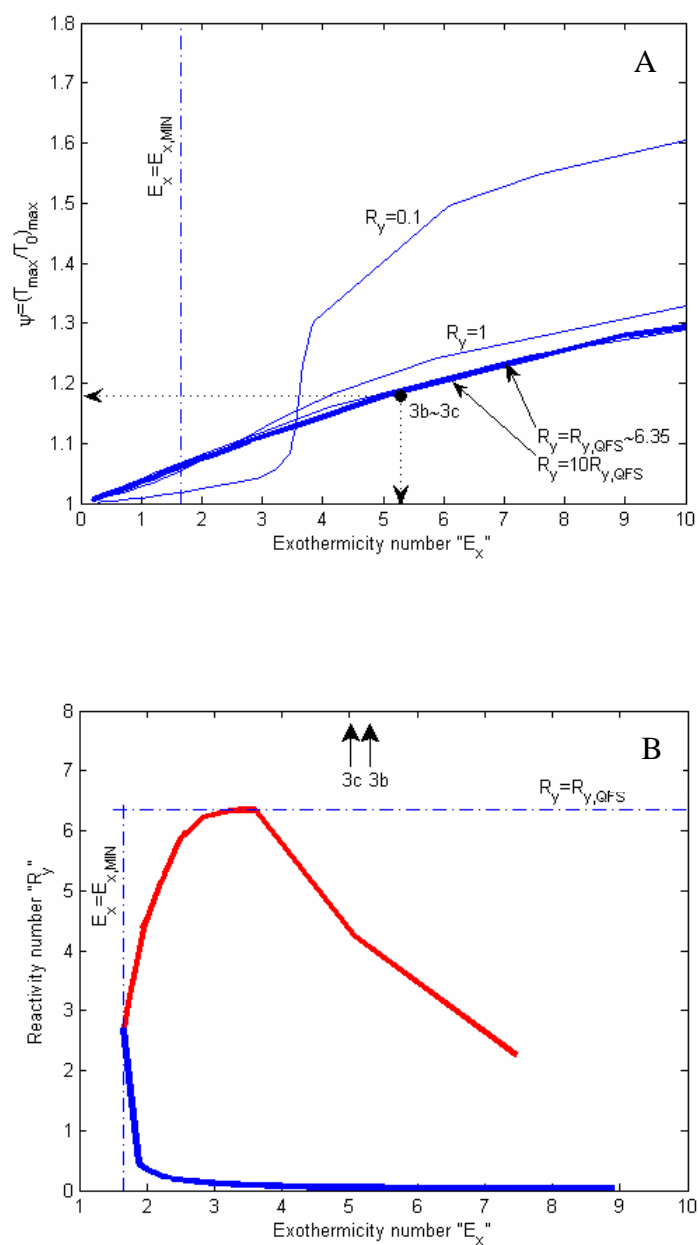 A
1.8
1.7
1.6
1.5
1.4
1.3
1.2
1.1
1
ψ=(T_max/T_0)_max
E_x=E_x,MIN
R_y=0.1
R_y=1
3b~3c
R_y=R_y,QFS~6.35
R_y=10R_y,QFS
0 1 2 3 4 5 6 7 8 9 10
Exothermicity number "E_x"
B
8
7
6
5
4
3
2
1
0
Reactivity number "R_y"
E_x=E_x,MIN
3c 3b
R_y=R_y,QFS
1 2 3 4 5 6 7 8 9 10
Exothermicity number "E_x"